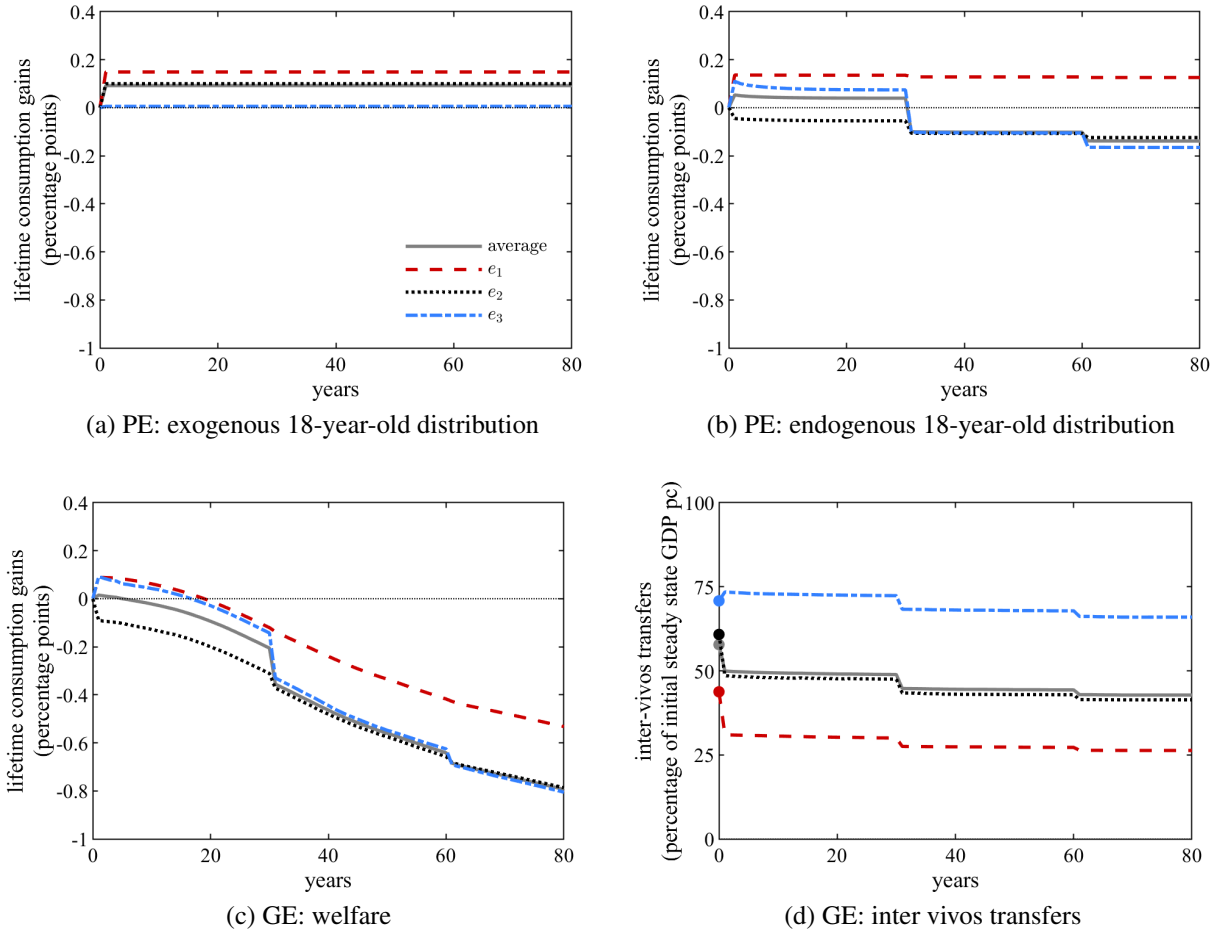 0.4
0.2
0
-0.2
-0.4
-0.6
-0.8
-1
0
20
40
60
80
years
lifetime consumption gains
(percentage points)
average
e₁
e₂
e₃
(a) PE: exogenous 18-year-old distribution
0.4
0.2
0
-0.2
-0.4
-0.6
-0.8
-1
0
20
40
60
80
years
lifetime consumption gains
(percentage points)
(b) PE: endogenous 18-year-old distribution
0.4
0.2
0
-0.2
-0.4
-0.6
-0.8
-1
0
20
40
60
80
years
lifetime consumption gains
(percentage points)
(c) GE: welfare
100
75
50
25
0
0
20
40
60
80
years
inter-vivos transfers
(percentage of initial steady state GDP pc)
(d) GE: inter vivos transfers